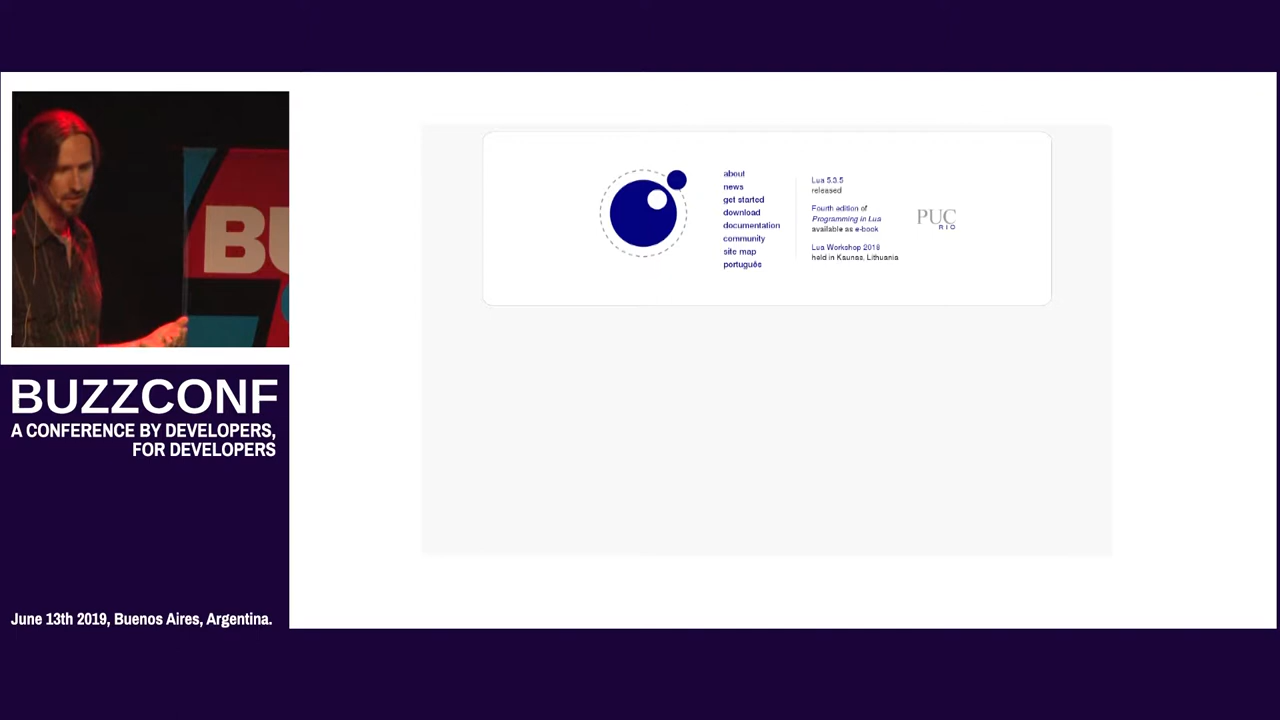 BU
BUZZCONF
A CONFERENCE BY DEVELOPERS,
FOR DEVELOPERS
June 13th 2019, Buenos Aires, Argentina.
about
news
get started
download
documentation
community
site map
português
Lua 5.3.5
released
Fourth edition of
Programming in Lua
available as e-book
Lua Workshop 2018
held in Kaunas, Lithuania
PUC
RIO